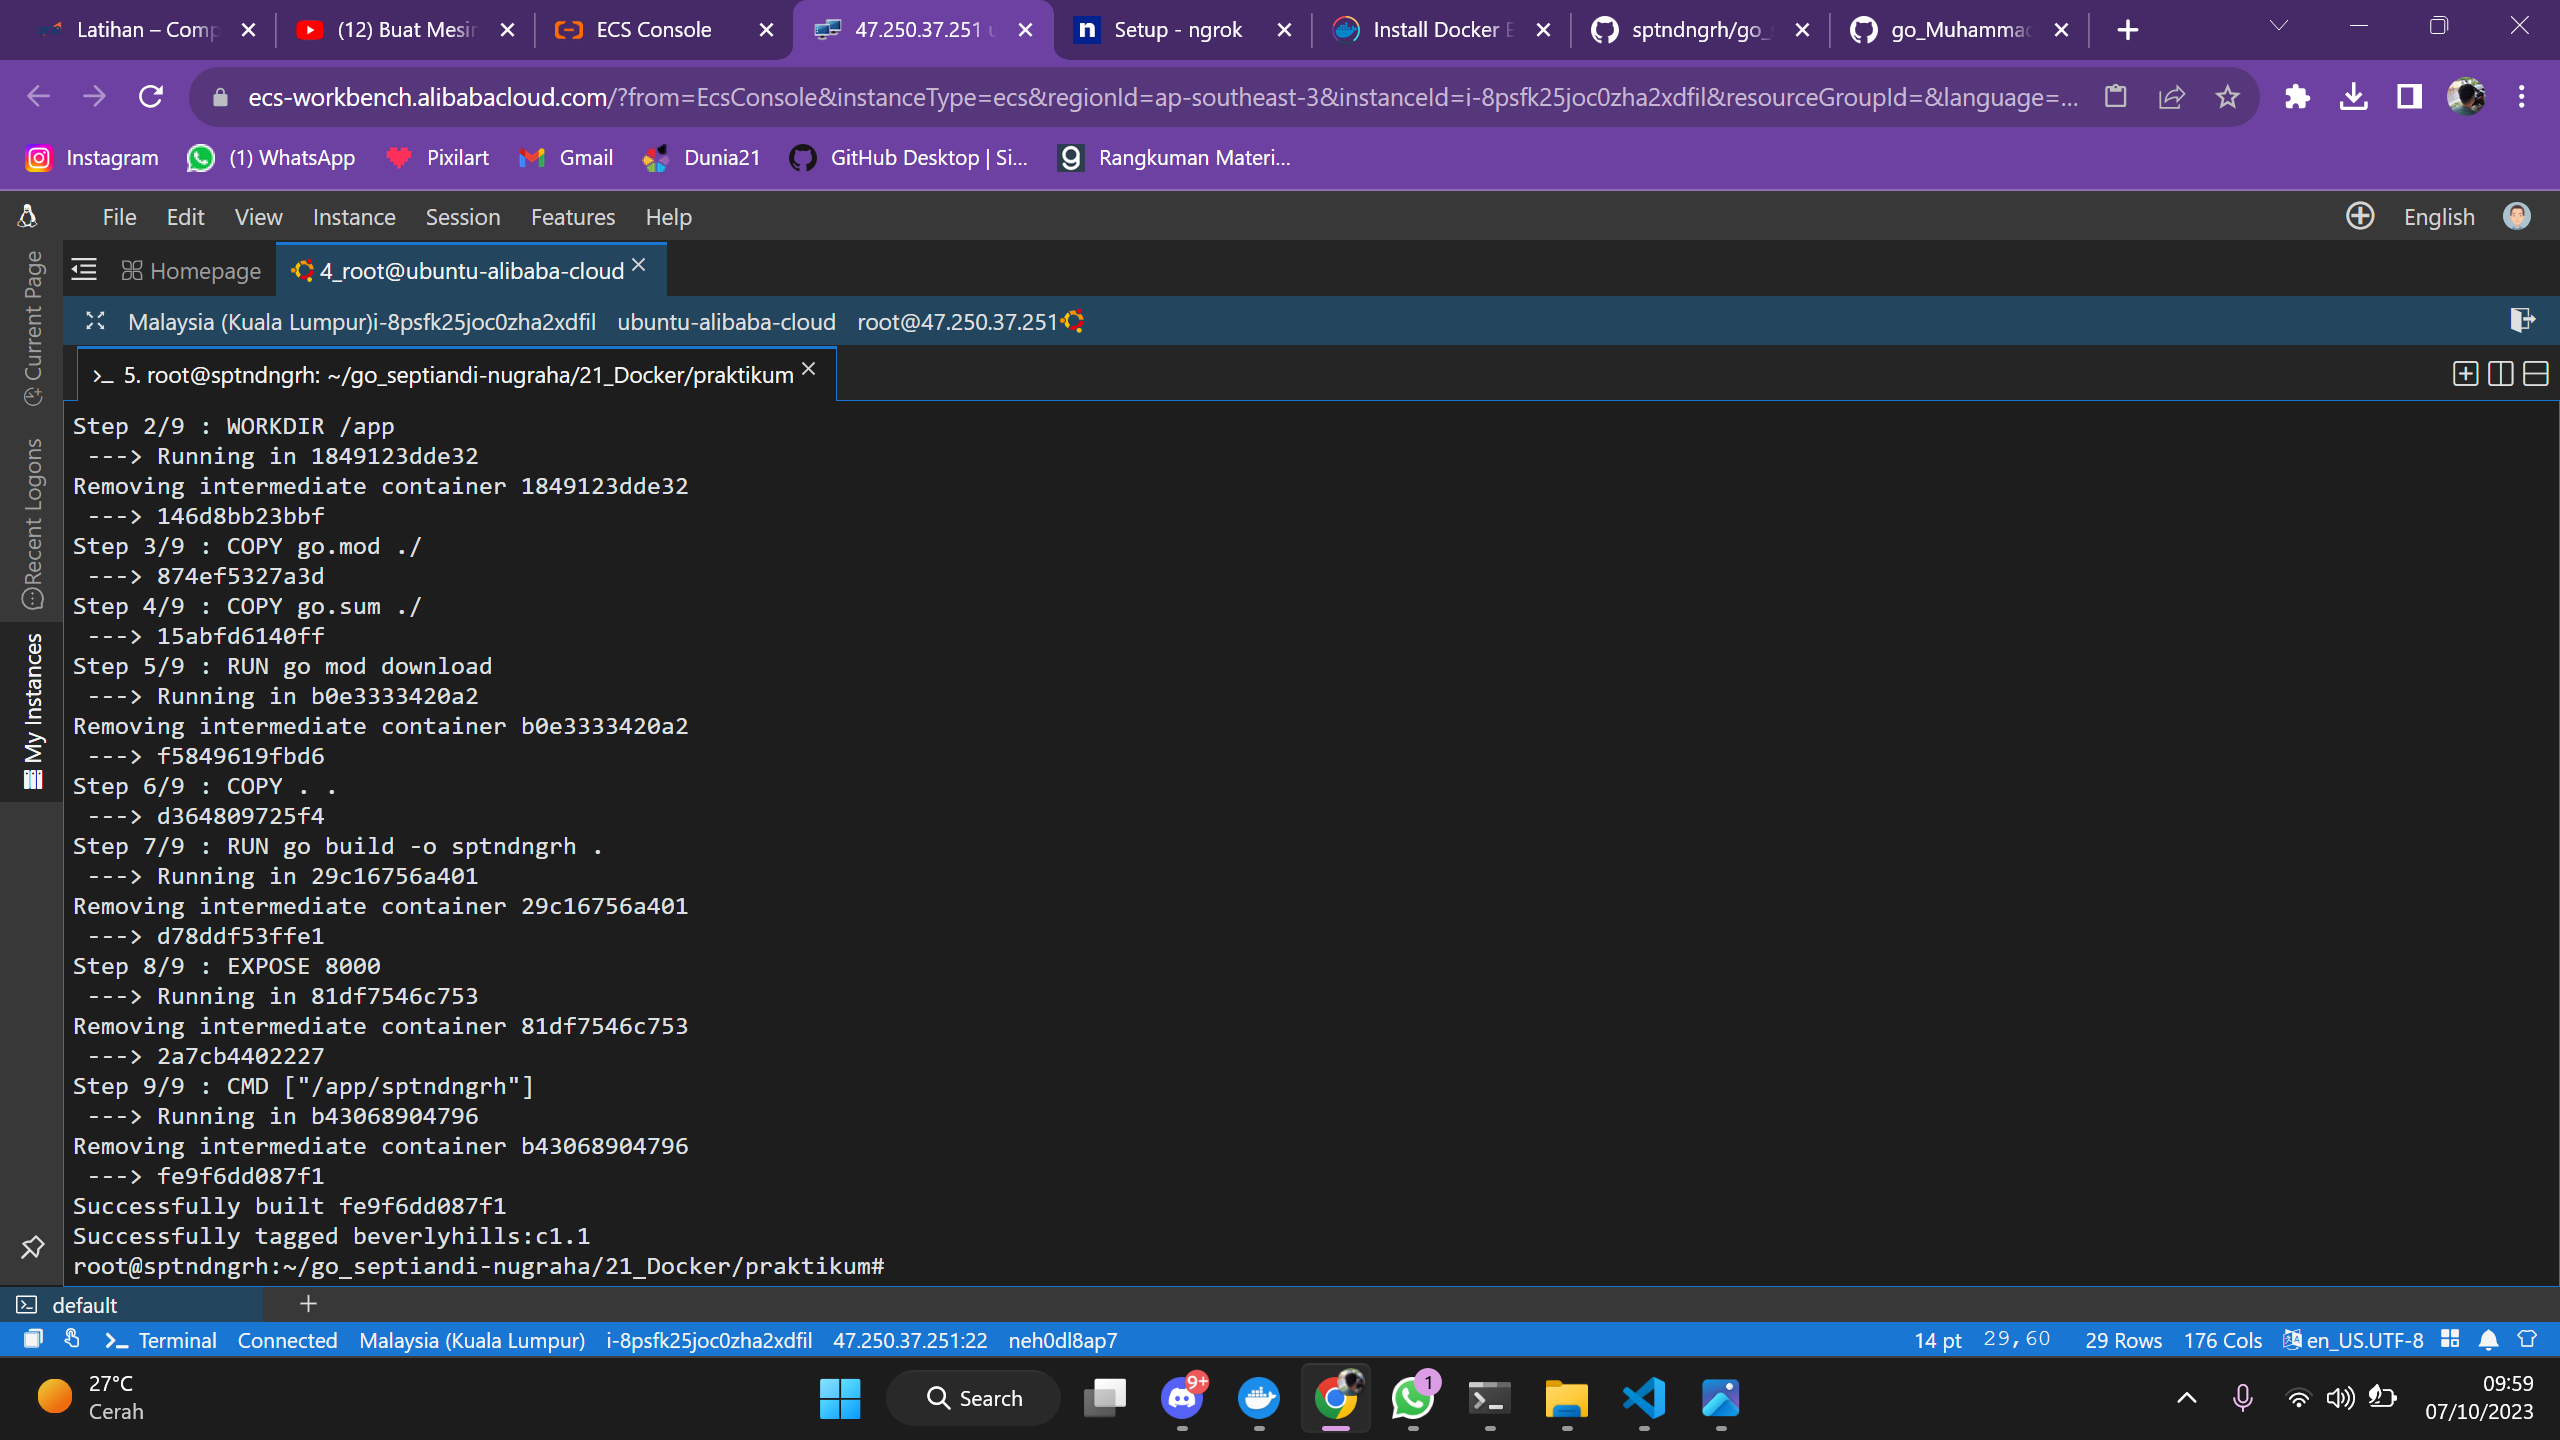 Latihan – Comp
(12) Buat Mesin
ECS Console
47.250.37.251 u
Setup - ngrok
Install Docker E
sptndngrh/go_s
go_Muhammad
ecs-workbench.alibabacloud.com/?from=EcsConsole&instanceType=ecs&regionId=ap-southeast-3&instanceId=i-8psfk25joc0zha2xdfil&resourceGroupId=&language=...
Instagram
(1) WhatsApp
Pixilart
Gmail
Dunia21
GitHub Desktop | Si...
Rangkuman Materi...
File Edit View Instance Session Features Help
English
Current Page
Recent Logons
My Instances
Homepage
4_root@ubuntu-alibaba-cloud
Malaysia (Kuala Lumpur)i-8psfk25joc0zha2xdfil ubuntu-alibaba-cloud root@47.250.37.251
5. root@sptndngrh: ~/go_septiandi-nugraha/21_Docker/praktikum
Step 2/9 : WORKDIR /app
---> Running in 1849123dde32
Removing intermediate container 1849123dde32
---> 146d8bb23bbf
Step 3/9 : COPY go.mod ./
---> 874ef5327a3d
Step 4/9 : COPY go.sum ./
---> 15abfd6140ff
Step 5/9 : RUN go mod download
---> Running in b0e3333420a2
Removing intermediate container b0e3333420a2
---> f5849619fbd6
Step 6/9 : COPY . .
---> d364809725f4
Step 7/9 : RUN go build -o sptndngrh .
---> Running in 29c16756a401
Removing intermediate container 29c16756a401
---> d78ddf53ffe1
Step 8/9 : EXPOSE 8000
---> Running in 81df7546c753
Removing intermediate container 81df7546c753
---> 2a7cb4402227
Step 9/9 : CMD ["/app/sptndngrh"]
---> Running in b43068904796
Removing intermediate container b43068904796
---> fe9f6dd087f1
Successfully built fe9f6dd087f1
Successfully tagged beverlyhills:c1.1
root@sptndngrh:~/go_septiandi-nugraha/21_Docker/praktikum#
default
Terminal Connected Malaysia (Kuala Lumpur) i-8psfk25joc0zha2xdfil 47.250.37.251:22 neh0dl8ap7
14 pt 29,60 29 Rows 176 Cols en_US.UTF-8
27°C
Cerah
Search
9+
1
09:59
07/10/2023